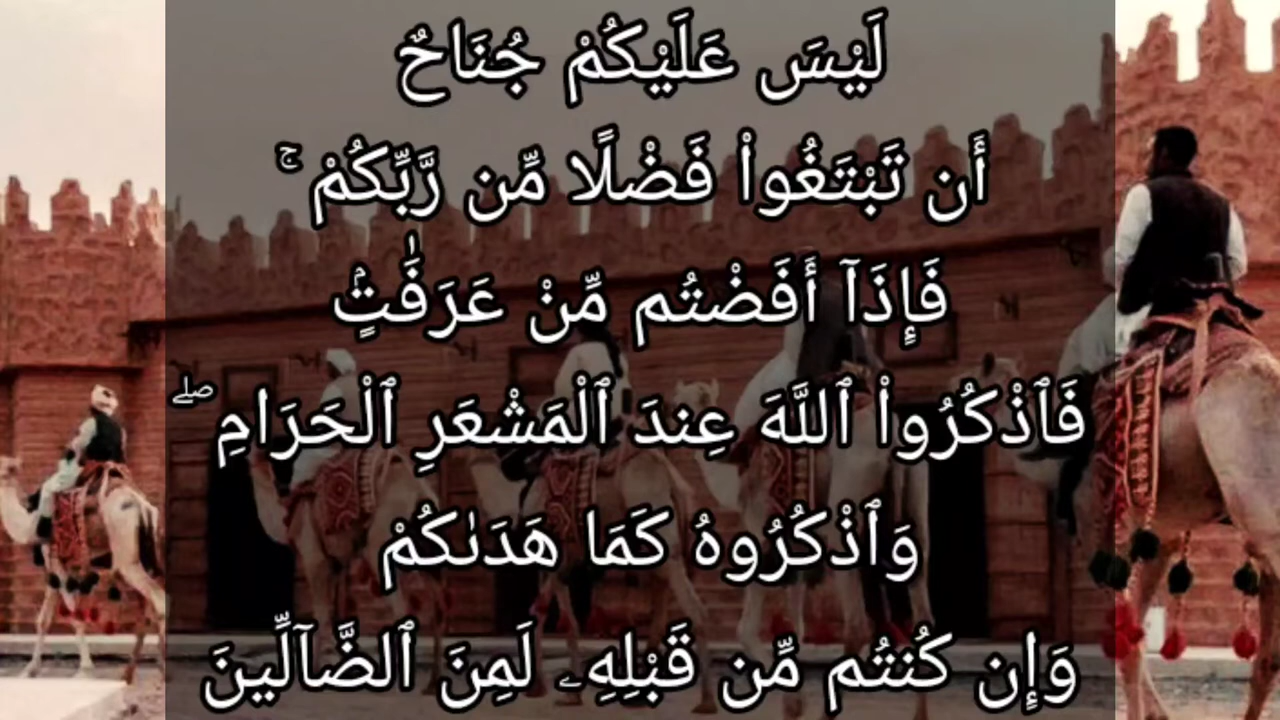 لَيْسَ عَلَيْكُمْ جُنَاحٌ
أَن تَبْتَغُوا۟ فَضْلًا مِّن رَّبِّكُمْ ۚ
فَإِذَآ أَفَضْتُم مِّنْ عَرَفَٰتٍۢ
فَٱذْكُرُوا۟ ٱللَّهَ عِندَ ٱلْمَشْعَرِ ٱلْحَرَامِ ۖ
وَٱذْكُرُوهُ كَمَا هَدَىٰكُمْ
وَإِن كُنتُم مِّن قَبْلِهِۦ لَمِنَ ٱلضَّآلِّينَ